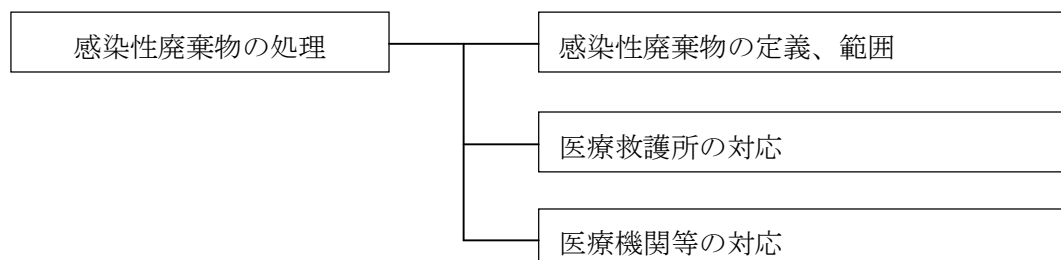 感染性廃棄物の処理
感染性廃棄物の定義、範囲
医療救護所の対応
医療機関等の対応